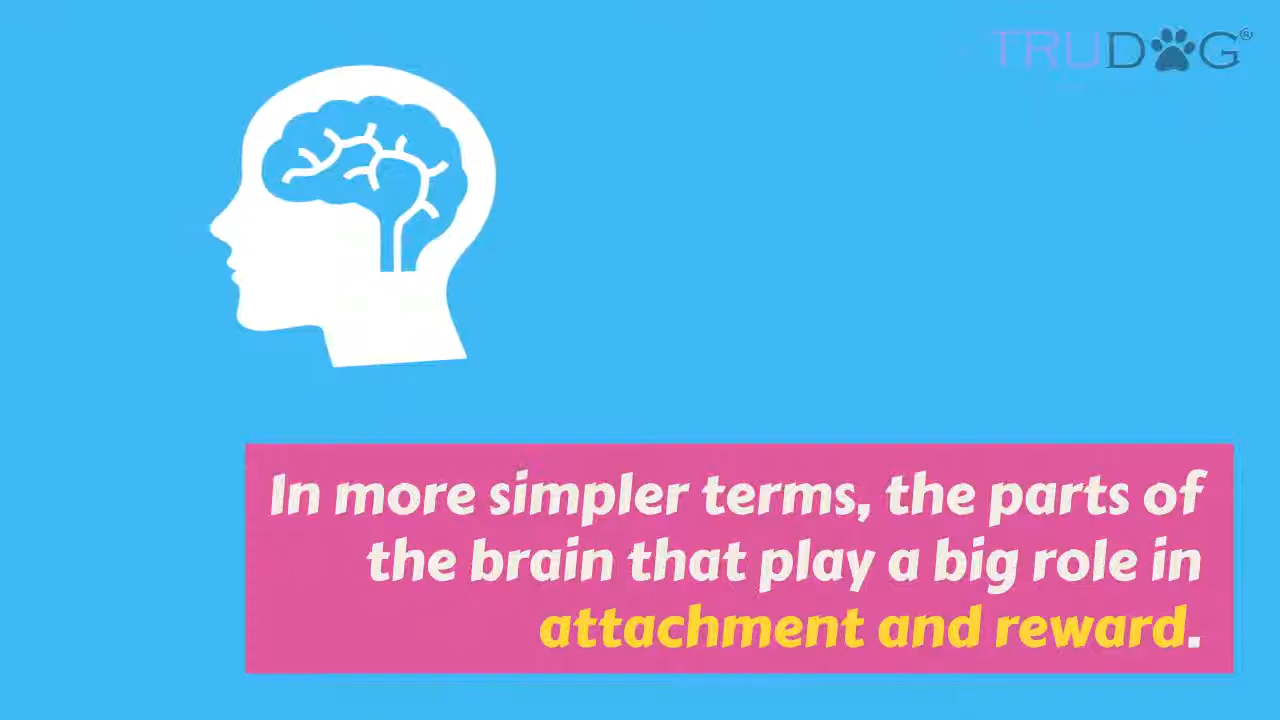 TRUDOG®
In more simpler terms, the parts of
the brain that play a big role in
attachment and reward.